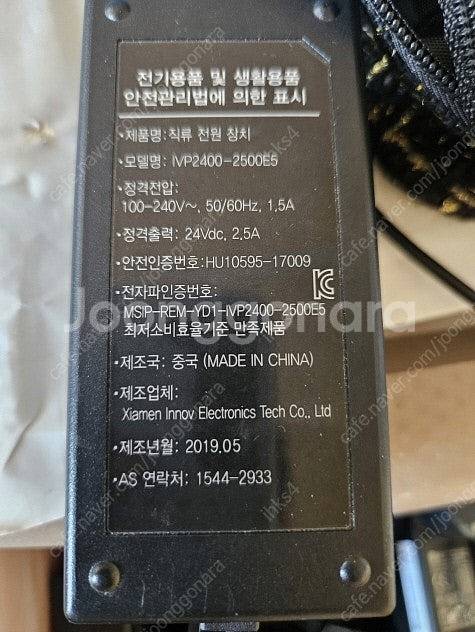 전기용품 및 생활용품
안전관리법에 의한 표시
•제품명: 직류 전원 장치
•모델명: IVP2400-2500E5
•정격전압:
100-240V~, 50/60Hz, 1.5A
•정격출력: 24Vdc, 2.5A
•안전인증번호:HU10595-17009
•전자파인증번호:
MSIP-REM-YD1-IVP2400-2500E5
최저소비효율기준 만족제품
•제조국: 중국 (MADE IN CHINA)
•제조업체:
Xiamen Innov Electronics Tech Co., Ltd
•제조년월: 2019.05
•AS 연락처: 1544-2933
Joonggonara
cafe.naver.com/joonggonara
jhks4